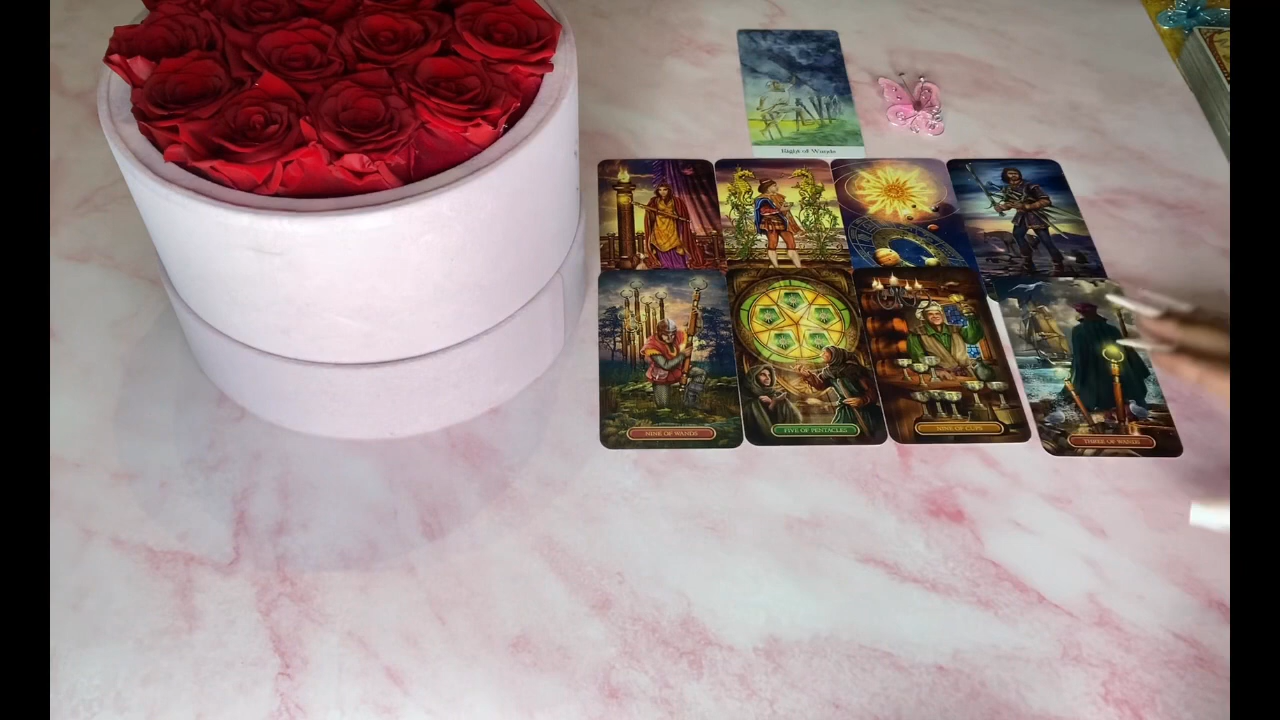 Eight of Wands
NINE OF WANDS
FIVE OF PENTACLES
NINE OF CUPS
THREE OF WANDS